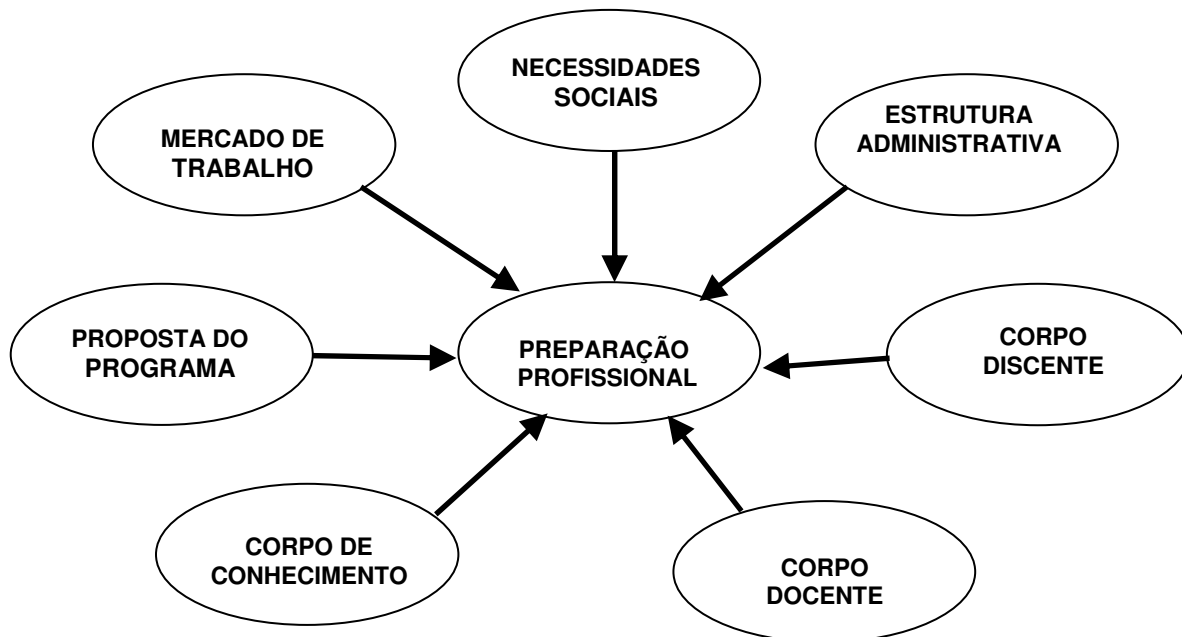 NECESSIDADES
SOCIAIS
MERCADO DE
TRABALHO
ESTRUTURA
ADMINISTRATIVA
PROPOSTA DO
PROGRAMA
PREPARAÇÃO
PROFISSIONAL
CORPO
DISCENTE
CORPO DE
CONHECIMENTO
CORPO
DOCENTE